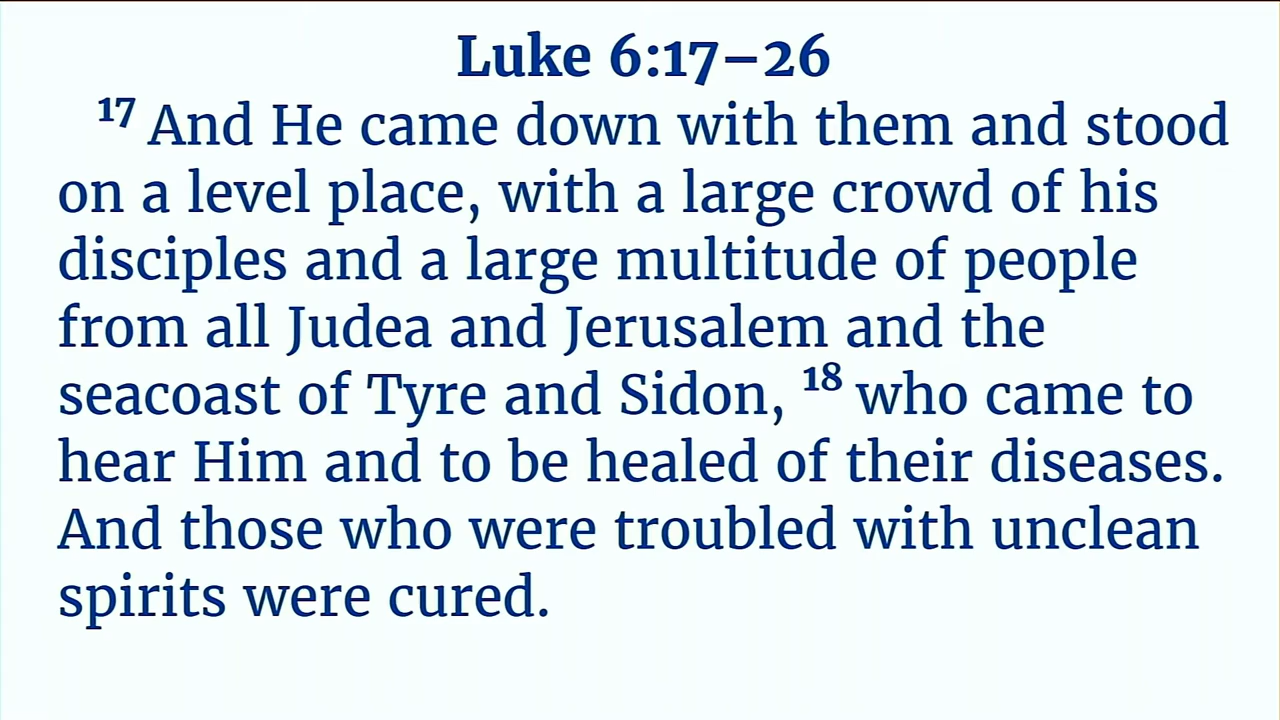 Luke 6:17–26
17 And He came down with them and stood
on a level place, with a large crowd of his
disciples and a large multitude of people
from all Judea and Jerusalem and the
seacoast of Tyre and Sidon, 18 who came to
hear Him and to be healed of their diseases.
And those who were troubled with unclean
spirits were cured.